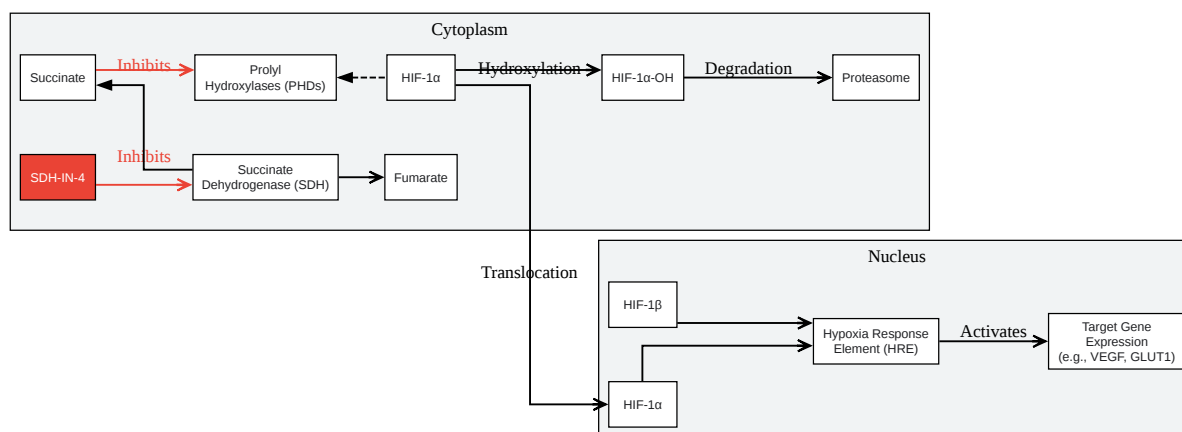 Cytoplasm
Succinate
Inhibits
Prolyl
Hydroxylases (PHDs)
HIF-1α
Hydroxylation
HIF-1α-OH
Degradation
Proteasome
SDH-IN-4
Inhibits
Succinate
Dehydrogenase (SDH)
Fumarate
Translocation
Nucleus
HIF-1β
HIF-1α
Hypoxia Response
Element (HRE)
Activates
Target Gene
Expression
(e.g., VEGF, GLUT1)